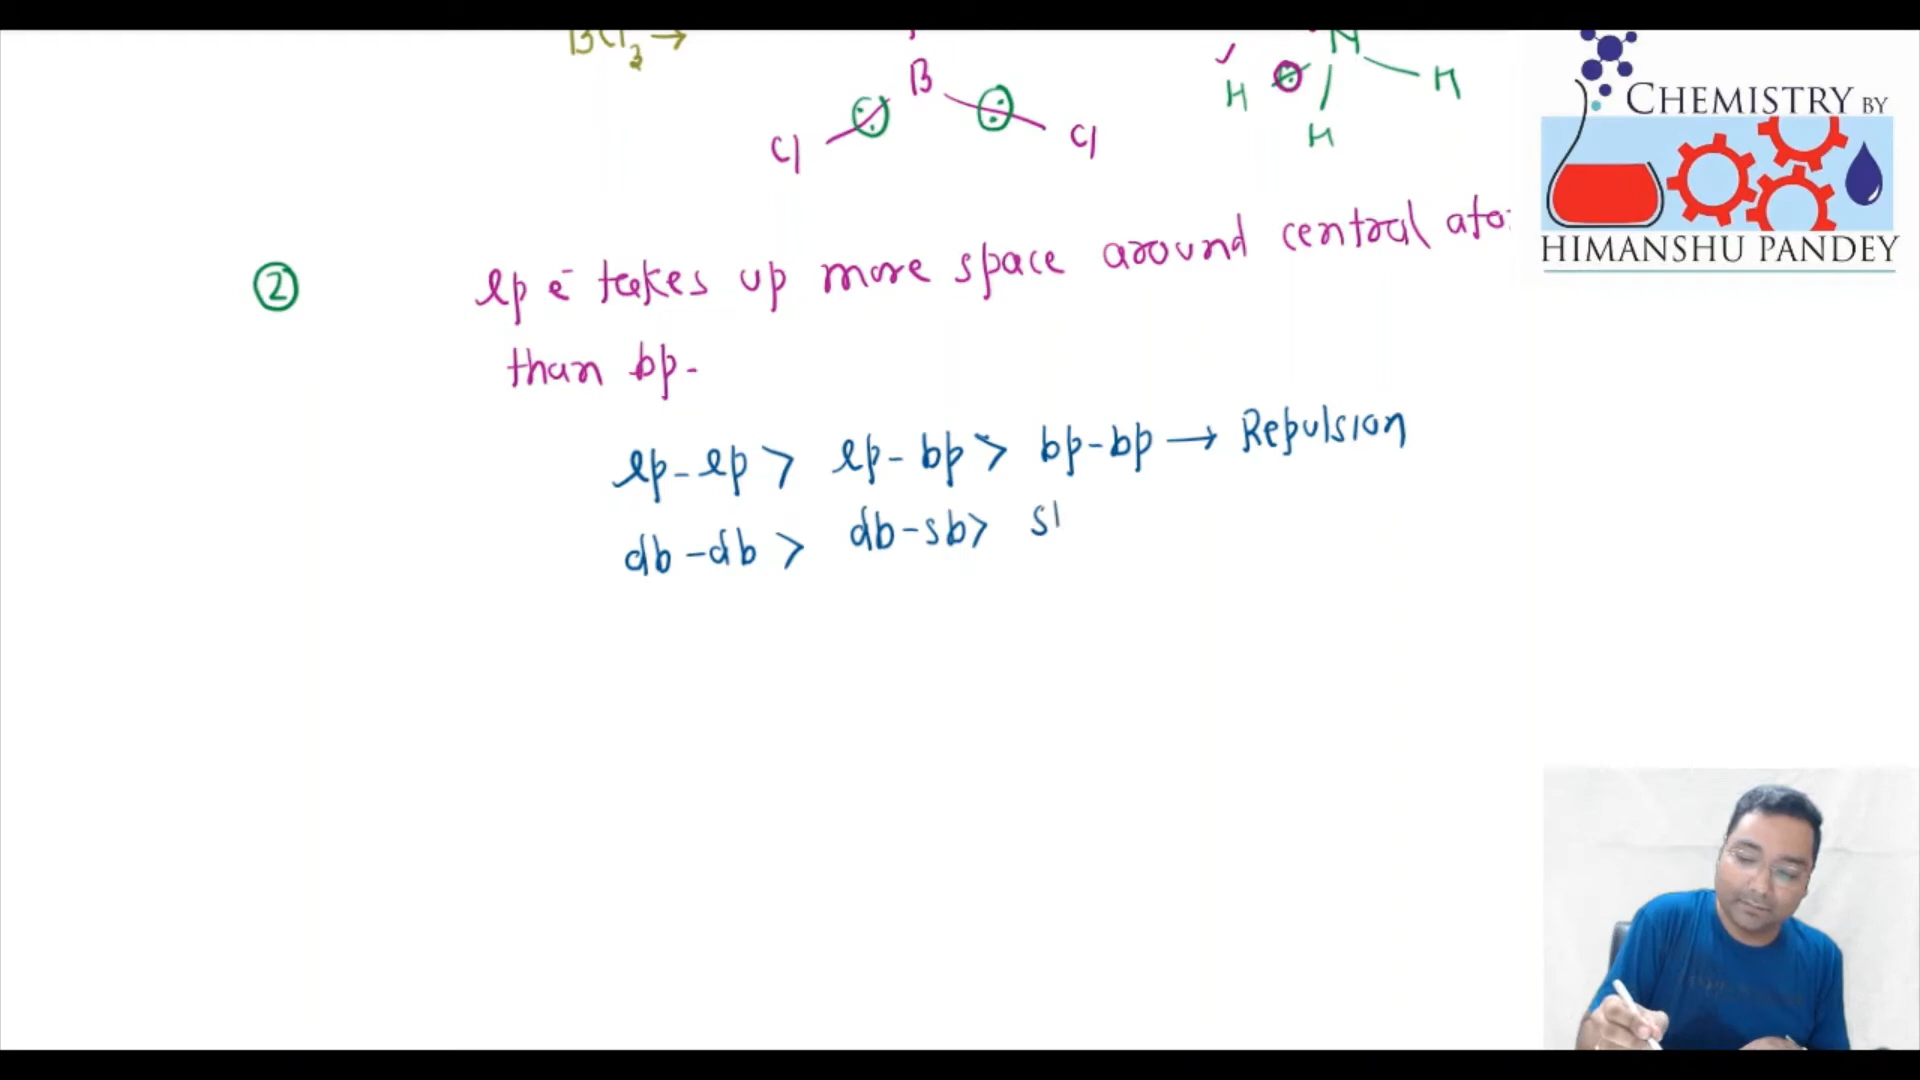 BCl3 →
B
N
H
H
Cl
Cl
H
CHEMISTRY BY
HIMANSHU PANDEY
② lp e⁻ takes up more space around central ato
than bp.
lp-lp > lp-bp > bp-bp → Repulsion
db-db > db-sb > s